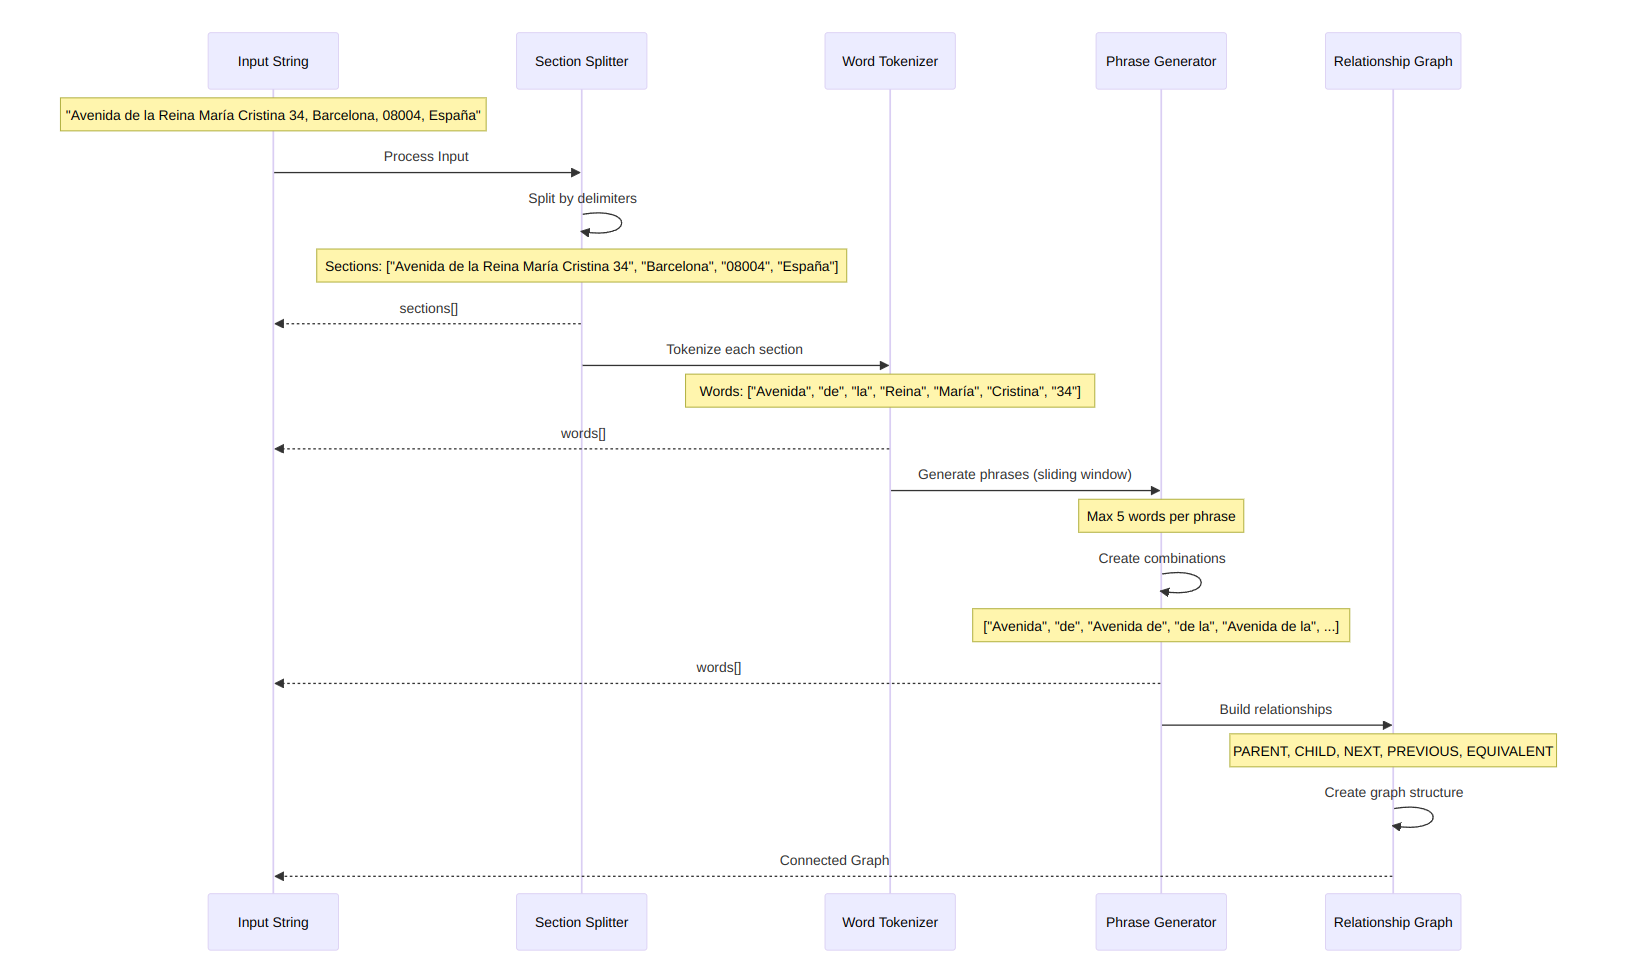 Input String
Section Splitter
Word Tokenizer
Phrase Generator
Relationship Graph
"Avenida de la Reina María Cristina 34, Barcelona, 08004, España"
Process Input
Split by delimiters
Sections: ["Avenida de la Reina María Cristina 34", "Barcelona", "08004", "España"]
sections[]
Tokenize each section
Words: ["Avenida", "de", "la", "Reina", "María", "Cristina", "34"]
words[]
Generate phrases (sliding window)
Max 5 words per phrase
Create combinations
["Avenida", "de", "Avenida de", "de la", "Avenida de la", ...]
words[]
Build relationships
PARENT, CHILD, NEXT, PREVIOUS, EQUIVALENT
Create graph structure
Connected Graph
Input String
Section Splitter
Word Tokenizer
Phrase Generator
Relationship Graph